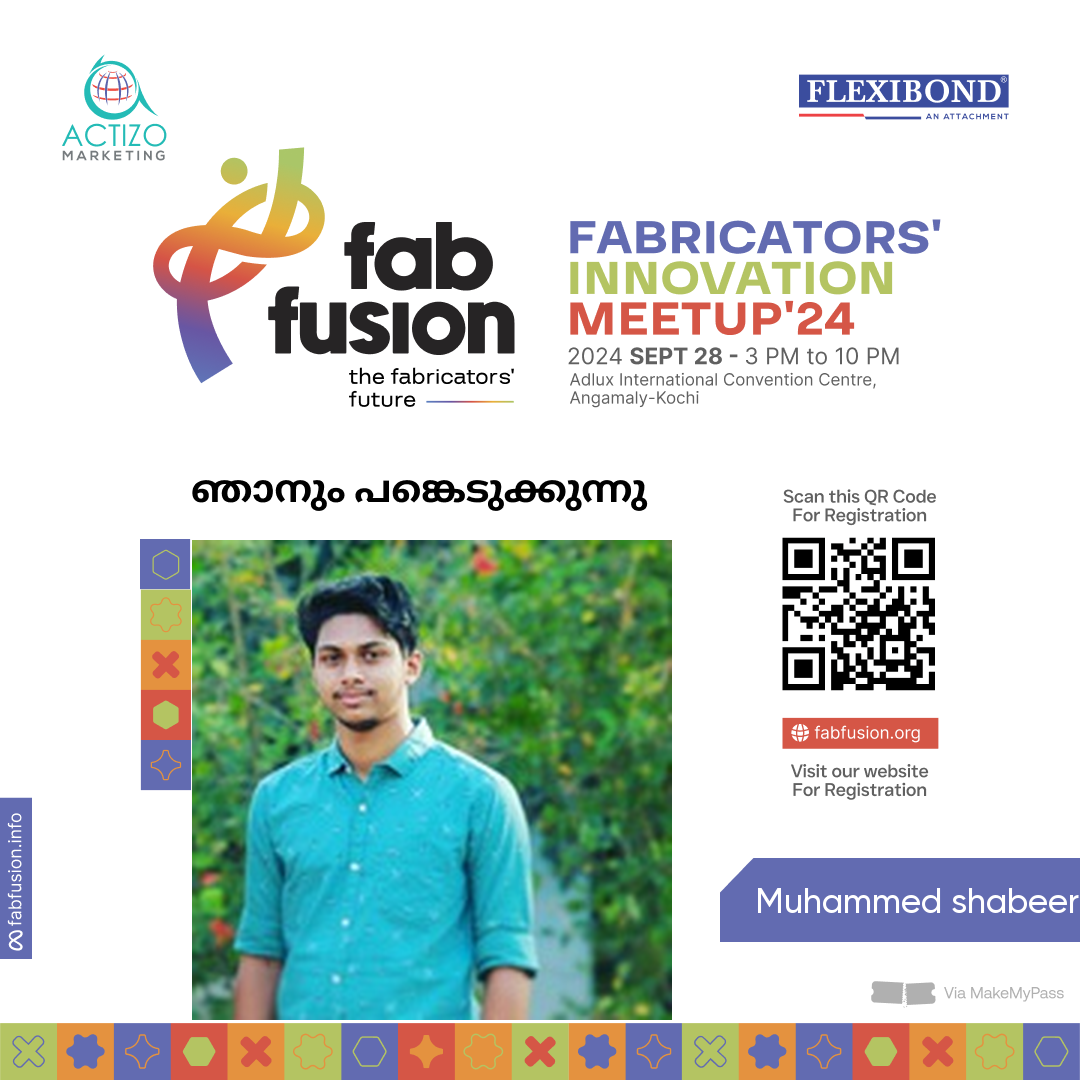 ACTIZO
MARKETING
FLEXIBOND®
AN ATTACHMENT
fab
fusion
the fabricators'
future
FABRICATORS'
INNOVATION
MEETUP'24
2024 SEPT 28 - 3 PM to 10 PM
Adlux International Convention Centre,
Angamaly-Kochi
ഞാനും പങ്കെടുക്കുന്നു
Scan this QR Code
For Registration
fabfusion.org
Visit our website
For Registration
fabfusion.info
Muhammed shabeer
Via MakeMyPass